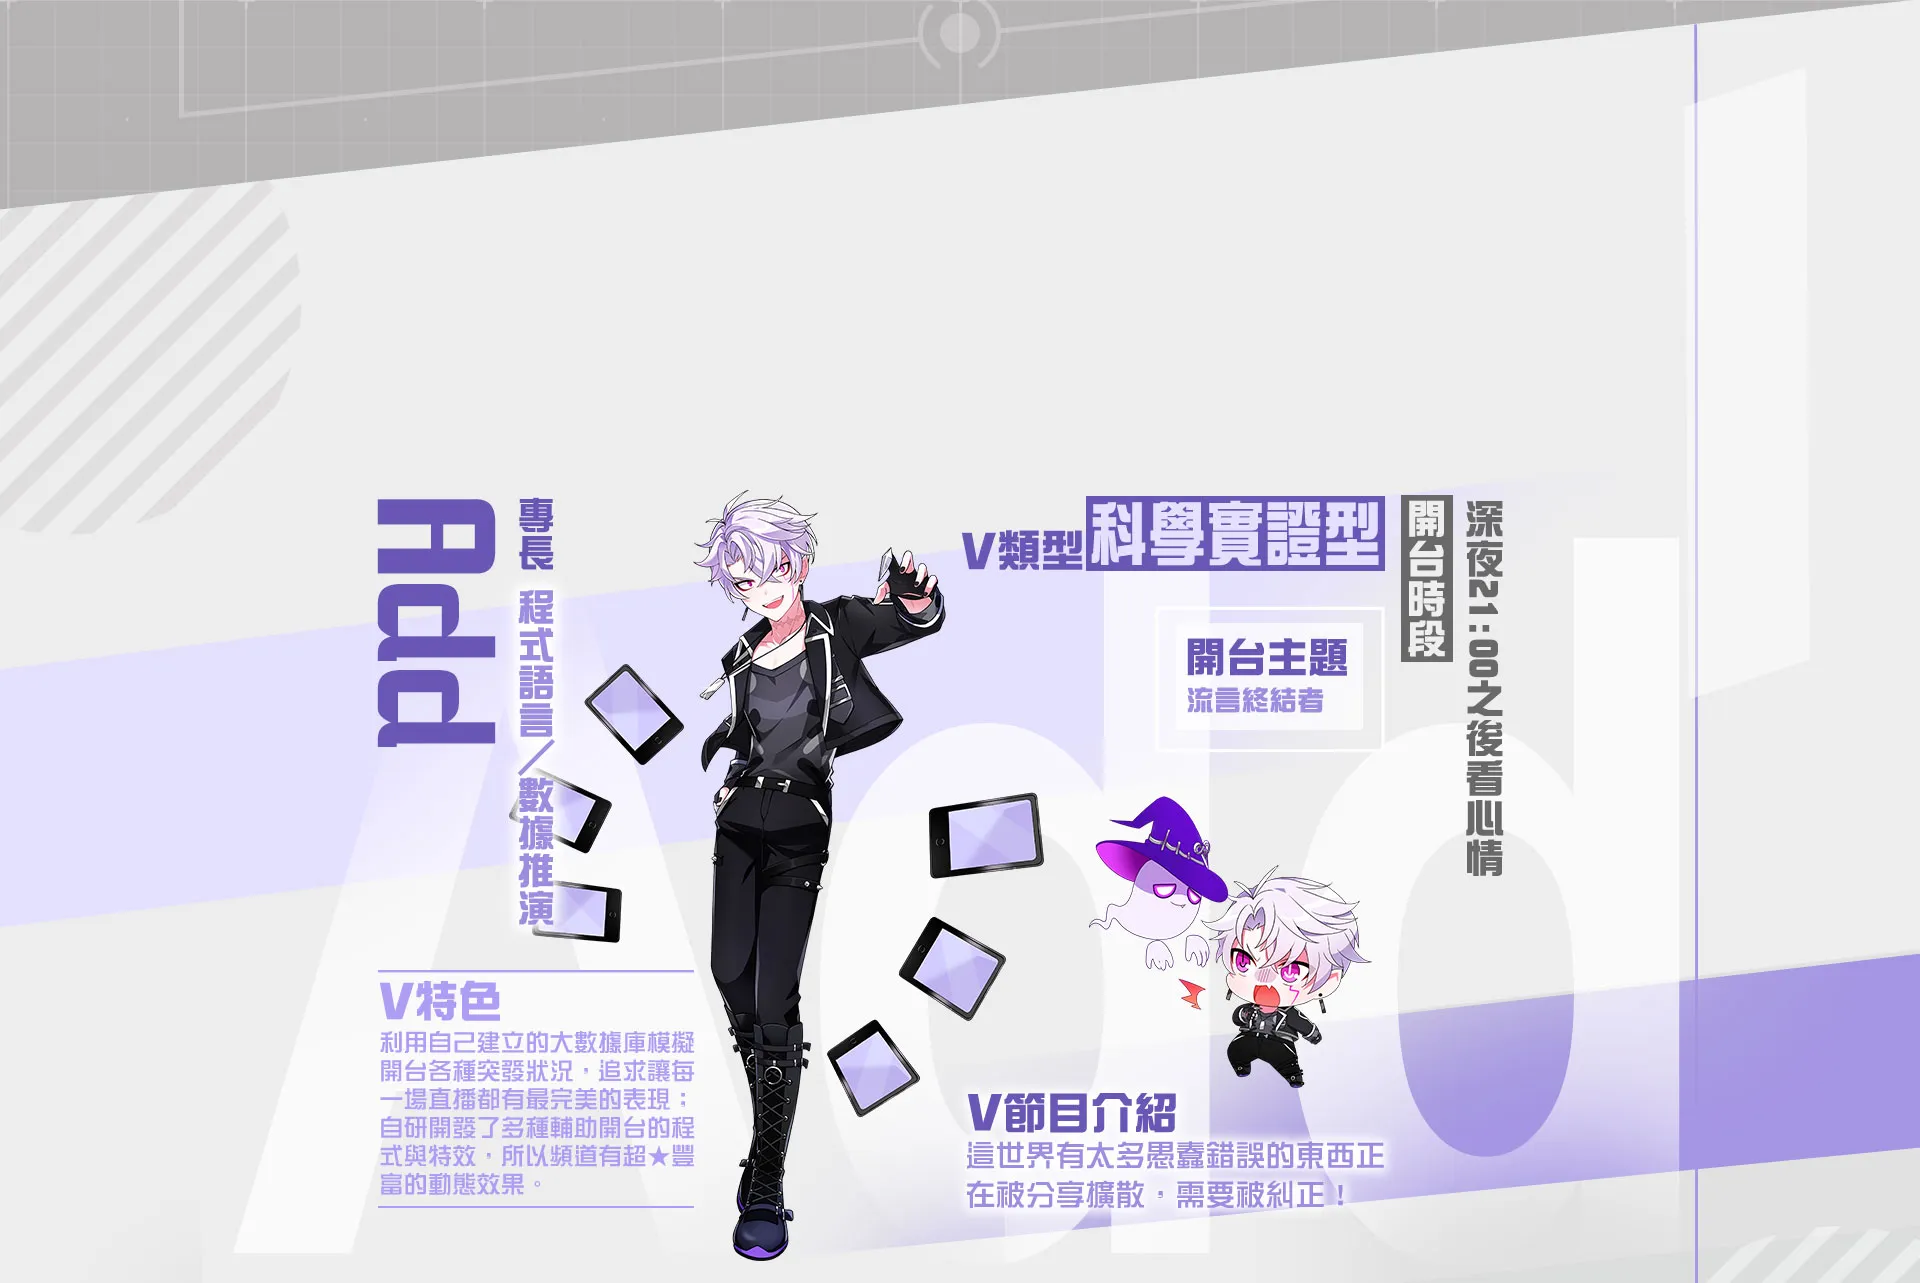 Add
專長 程式語言／數據推演
V特色
利用自己建立的大數據庫模擬
開台各種突發狀況，追求讓每
一場直播都有最完美的表現；
自研開發了多種輔助開台的程
式與特效，所以頻道有超★豐
富的動態效果。
V類型 科學實證型
開台時段
深夜21:00之後看心情
開台主題
流言終結者
V節目介紹
這世界有太多愚蠢錯誤的東西正
在被分享擴散，需要被糾正！
Add